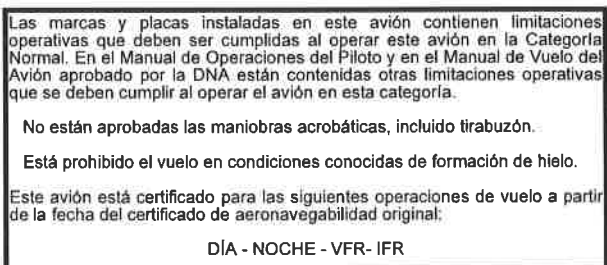 Las marcas y placas instaladas en este avión contienen limitaciones
operativas que deben ser cumplidas al operar este avión en la Categoría
Normal. En el Manual de Operaciones del Piloto y en el Manual de Vuelo del
Avión aprobado por la DNA están contenidas otras limitaciones operativas
que se deben cumplir al operar el avión en esta categoría.
No están aprobadas las maniobras acrobáticas, incluido tirabuzón.
Está prohibido el vuelo en condiciones conocidas de formación de hielo.
Este avión está certificado para las siguientes operaciones de vuelo a partir
de la fecha del certificado de aeronavegabilidad original:
DÍA - NOCHE - VFR- IFR